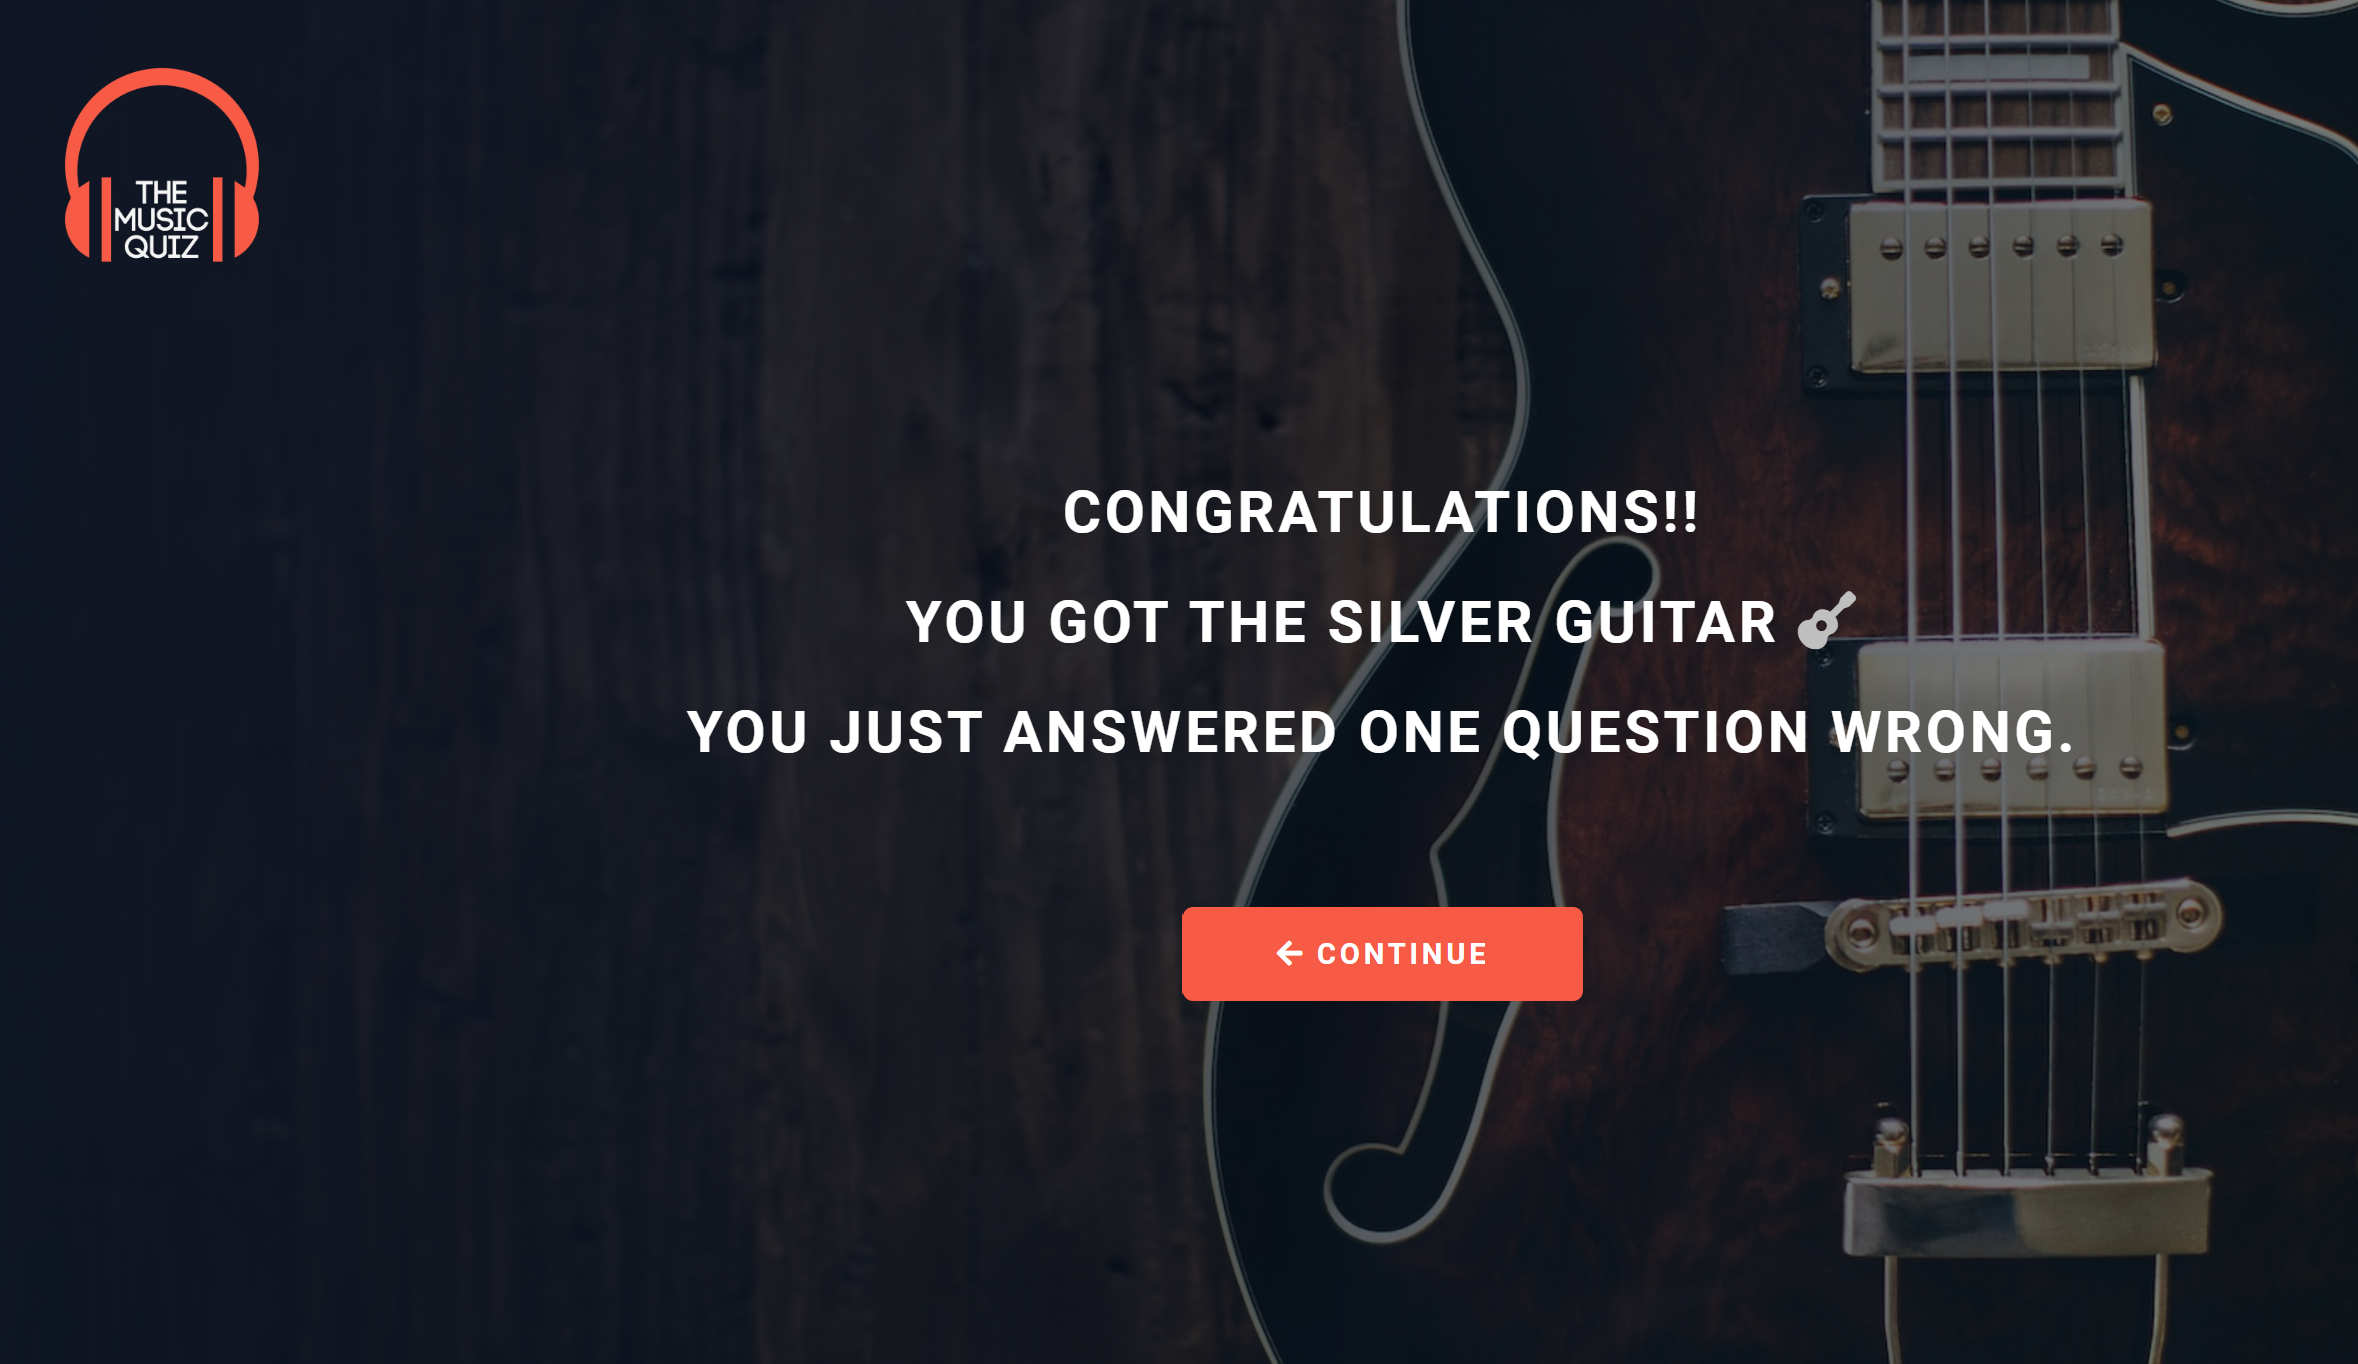 THE
MUSIC
QUIZ
CONGRATULATIONS!!
YOU GOT THE SILVER GUITAR
YOU JUST ANSWERED ONE QUESTION WRONG.
CONTINUE